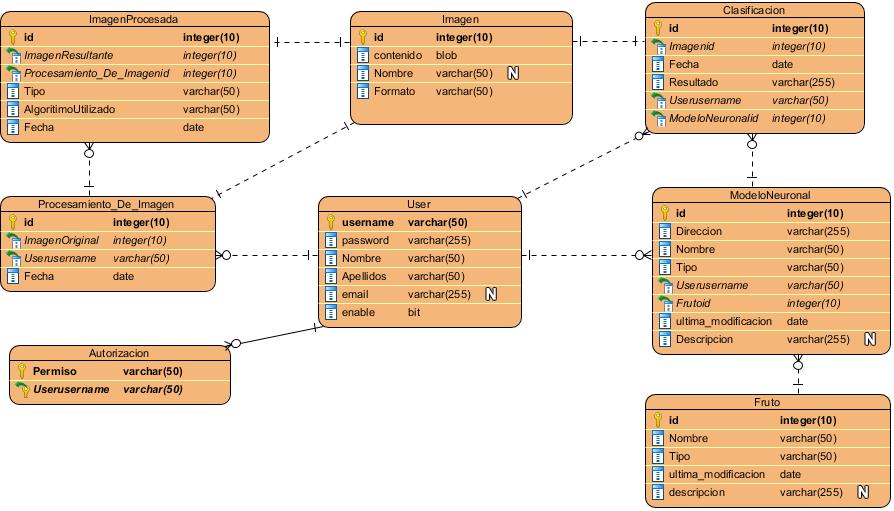 ImagenProcesada
id integer(10)
ImagenResultante integer(10)
Procesamiento_De_Imagenid integer(10)
Tipo varchar(50)
AlgoritimoUtilizado varchar(50)
Fecha date
Imagen
id integer(10)
contenido blob
Nombre varchar(50) N
Formato varchar(50)
Clasificacion
id integer(10)
Imagenid integer(10)
Fecha date
Resultado varchar(255)
Userusername varchar(50)
ModeloNeuronalid integer(10)
Procesamiento_De_Imagen
id integer(10)
ImagenOriginal integer(10)
Userusername varchar(50)
Fecha date
User
username varchar(50)
password varchar(255)
Nombre varchar(50)
Apellidos varchar(50)
email varchar(255) N
enable bit
ModeloNeuronal
id integer(10)
Direccion varchar(255)
Nombre varchar(50)
Tipo varchar(50)
Userusername varchar(50)
Frutoid integer(10)
ultima_modificacion date
Descripcion varchar(255) N
Autorizacion
Permiso varchar(50)
Userusername varchar(50)
Fruto
id integer(10)
Nombre varchar(50)
Tipo varchar(50)
ultima_modificacion date
descripcion varchar(255) N